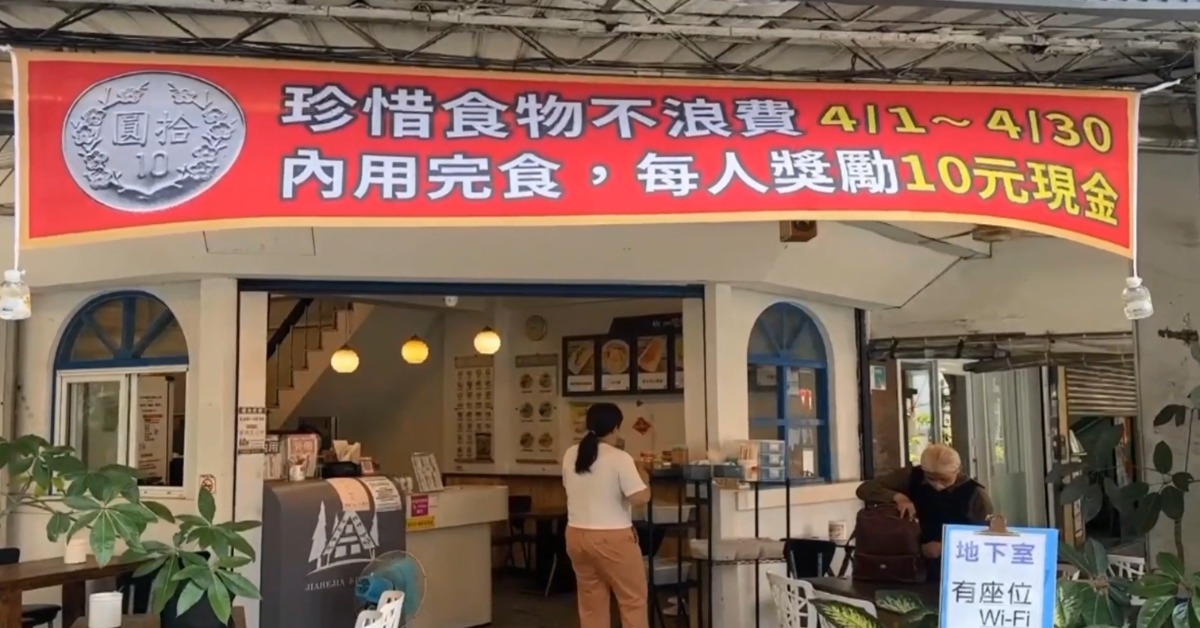 珍惜食物不浪費 4/1~4/30
內用完食，每人獎勵10元現金
圓拾
10
地下室
有座位
Wi-Fi